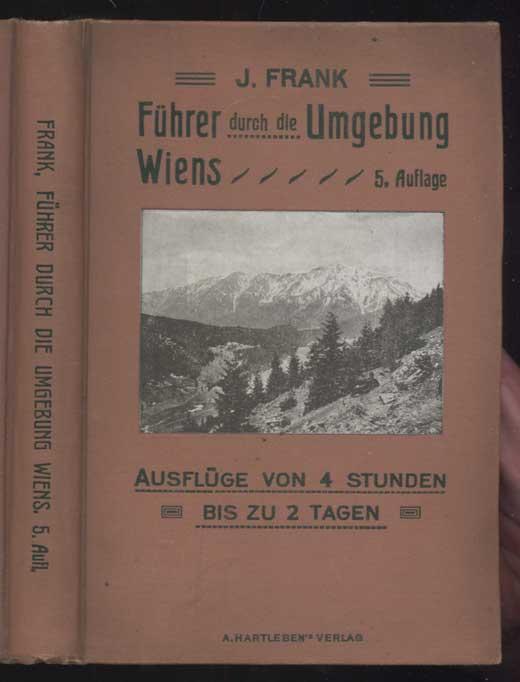 FRANK, FÜHRER DURCH DIE UMGEBUNG WIENS. 5. Aufl.
J. FRANK
Führer durch die Umgebung
Wiens 5. Auflage
AUSFLÜGE VON 4 STUNDEN
BIS ZU 2 TAGEN
A. HARTLEBEN'S VERLAG